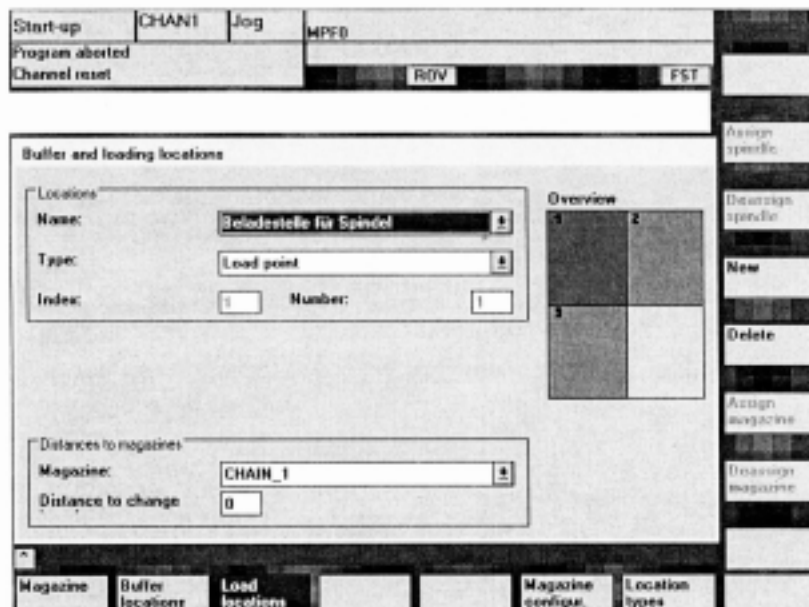 Start-up
CHAN1
Jog
MPF0
Program aborted
Channel reset
ROV
FST
Buffer and loading locations
Locations
Name:
Beladestelle für Spindel
Type:
Load point
Index:
1
Number:
1
Overview
1
2
3
Distances to magazines
Magazine:
CHAIN_1
Distance to change
0
Assign
spindle
Deassign
spindle
New
Delete
Assign
magazine
Deassign
magazine
^
Magazine
Buffer
locations
Load
locations
Magazine
configur.
Location
types